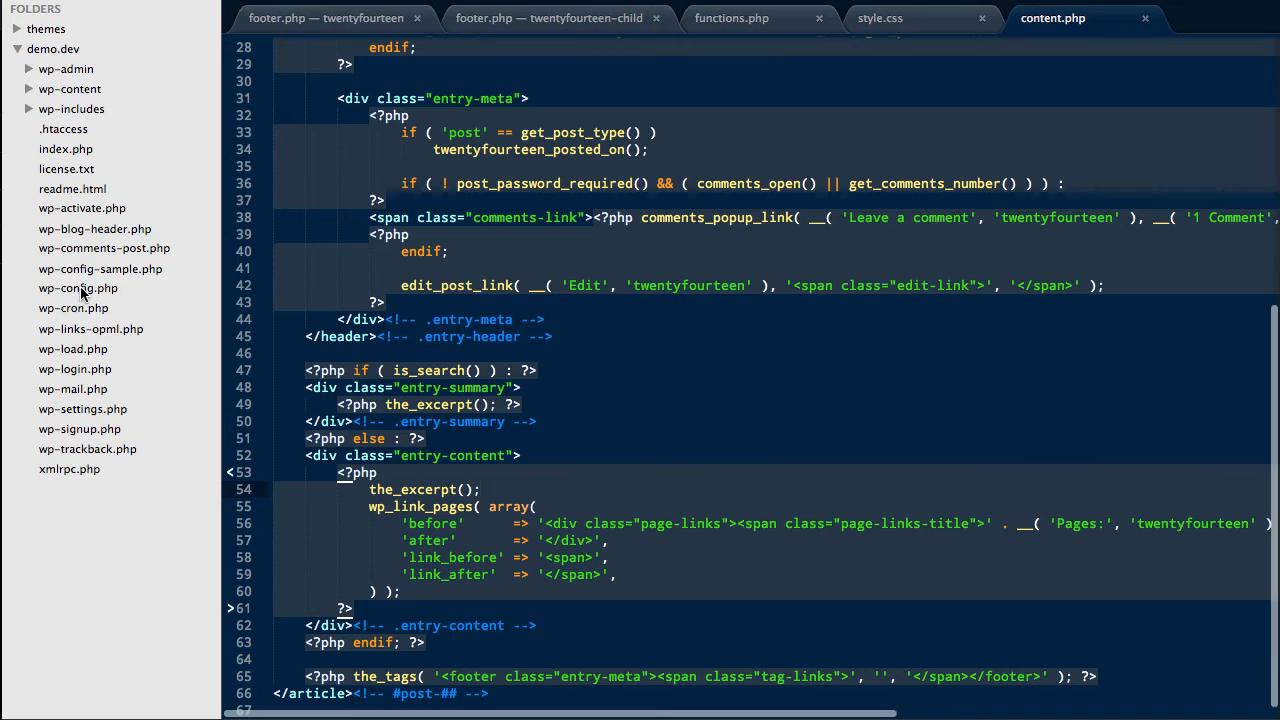 FOLDERS
themes
demo.dev
wp-admin
wp-content
wp-includes
.htaccess
index.php
license.txt
readme.html
wp-activate.php
wp-blog-header.php
wp-comments-post.php
wp-config-sample.php
wp-config.php
wp-cron.php
wp-links-opml.php
wp-load.php
wp-login.php
wp-mail.php
wp-settings.php
wp-signup.php
wp-trackback.php
xmlrpc.php
footer.php — twentyfourteen × footer.php — twentyfourteen-child × functions.php × style.css × content.php ×
28 endif;
29 ?>
30
31 <div class="entry-meta">
32 <?php
33 if ( 'post' == get_post_type() )
34 twentyfourteen_posted_on();
35
36 if ( ! post_password_required() && ( comments_open() || get_comments_number() ) ) :
37 ?>
38 <span class="comments-link"><?php comments_popup_link( __( 'Leave a comment', 'twentyfourteen' ), __( '1 Comment',
39 <?php
40 endif;
41
42 edit_post_link( __( 'Edit', 'twentyfourteen' ), '<span class="edit-link">', '</span>' );
43 ?>
44 </div><!-- .entry-meta -->
45 </header><!-- .entry-header -->
46
47 <?php if ( is_search() ) : ?>
48 <div class="entry-summary">
49 <?php the_excerpt(); ?>
50 </div><!-- .entry-summary -->
51 <?php else : ?>
52 <div class="entry-content">
53 <?php
54 the_excerpt();
55 wp_link_pages( array(
56 'before' => '<div class="page-links"><span class="page-links-title">' . __( 'Pages:', 'twentyfourteen' )
57 'after' => '</div>',
58 'link_before' => '<span>',
59 'link_after' => '</span>',
60 ) );
61 ?>
62 </div><!-- .entry-content -->
63 <?php endif; ?>
64
65 <?php the_tags( '<footer class="entry-meta"><span class="tag-links">', '', '</span></footer>' ); ?>
66 </article><!-- #post-## -->
67